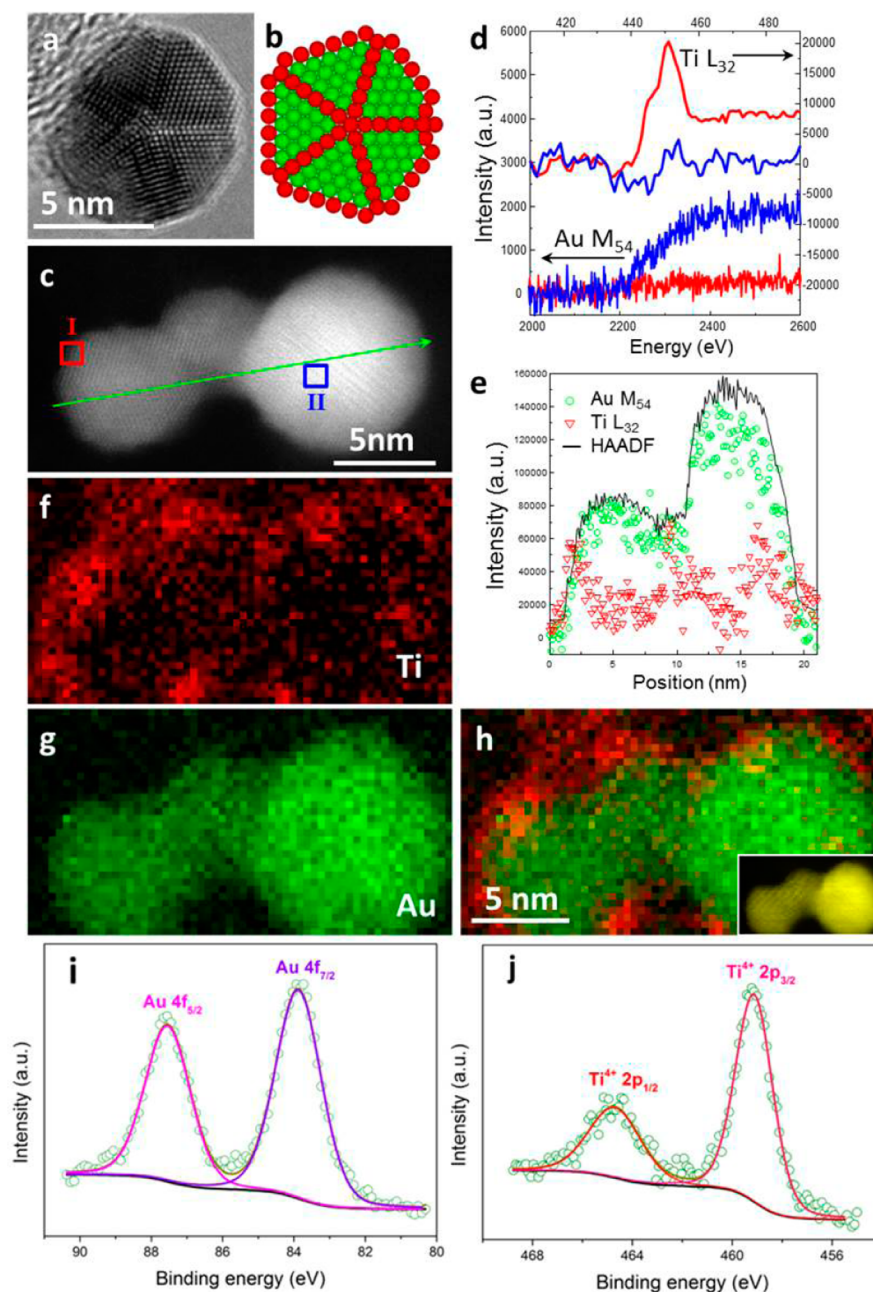 a
5 nm
b
c
I
II
5nm
d
420 440 460 480
6000
5000
4000
3000
2000
1000
0
20000
15000
10000
5000
0
-5000
-10000
-15000
-20000
Ti L32
Au M54
Intensity (a.u.)
2000 2200 2400 2600
Energy (eV)
e
160000
140000
120000
100000
80000
60000
40000
20000
0
Au M54
Ti L32
HAADF
Intensity (a.u.)
0 5 10 15 20
Position (nm)
f
Ti
g
Au
h
5 nm
i
Au 4f5/2
Au 4f7/2
Intensity (a.u.)
90 88 86 84 82 80
Binding energy (eV)
j
Ti4+ 2p3/2
Ti4+ 2p1/2
Intensity (a.u.)
468 464 460 456
Binding energy (eV)